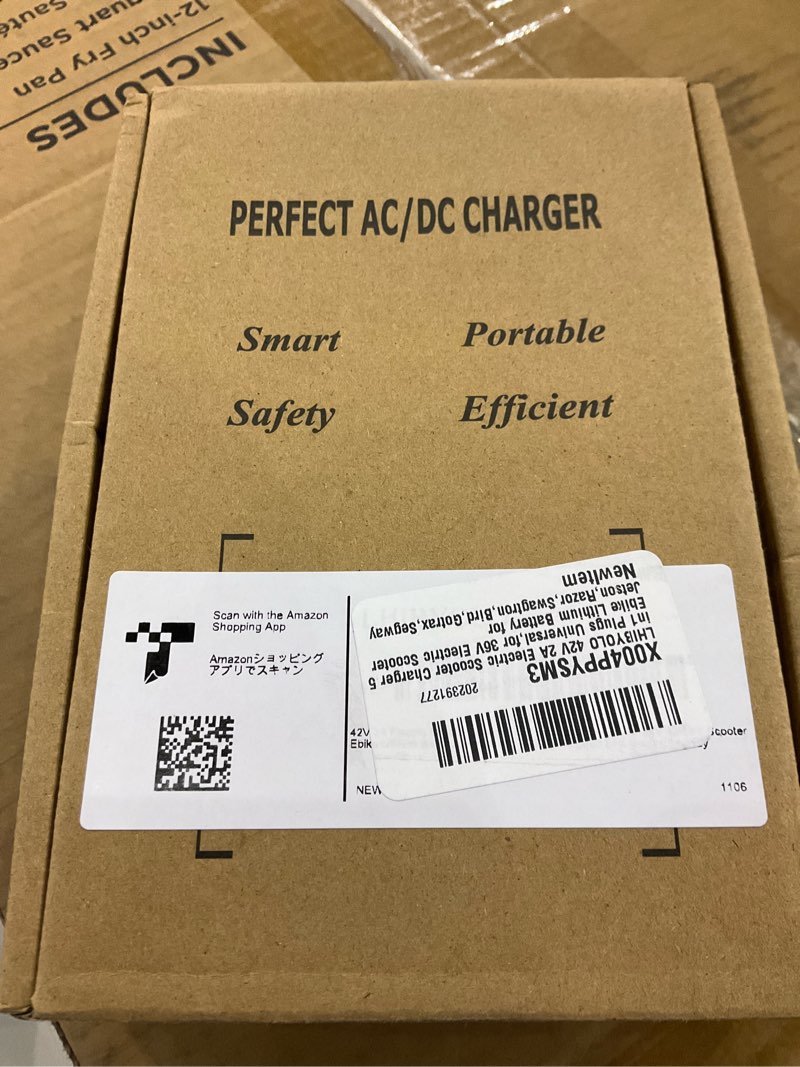 INCLUDES
12-inch Fry Pan
quart Sauce
Sauté
PERFECT AC/DC CHARGER
Smart
Portable
Safety
Efficient
Scan with the Amazon
Shopping App
Amazonショッピング
アプリでスキャン
X004PPYSM3
202391277
LHIBYOLO 42V 2A Electric Scooter Charger 5
in1 Plugs Universal,for 36V Electric Scooter
Ebike Lithium Battery for
Jetson,Razor,Swagtron,Bird,Gotrax,Segway
NewItem
42V
Scooter
Ebik
NEW
1106